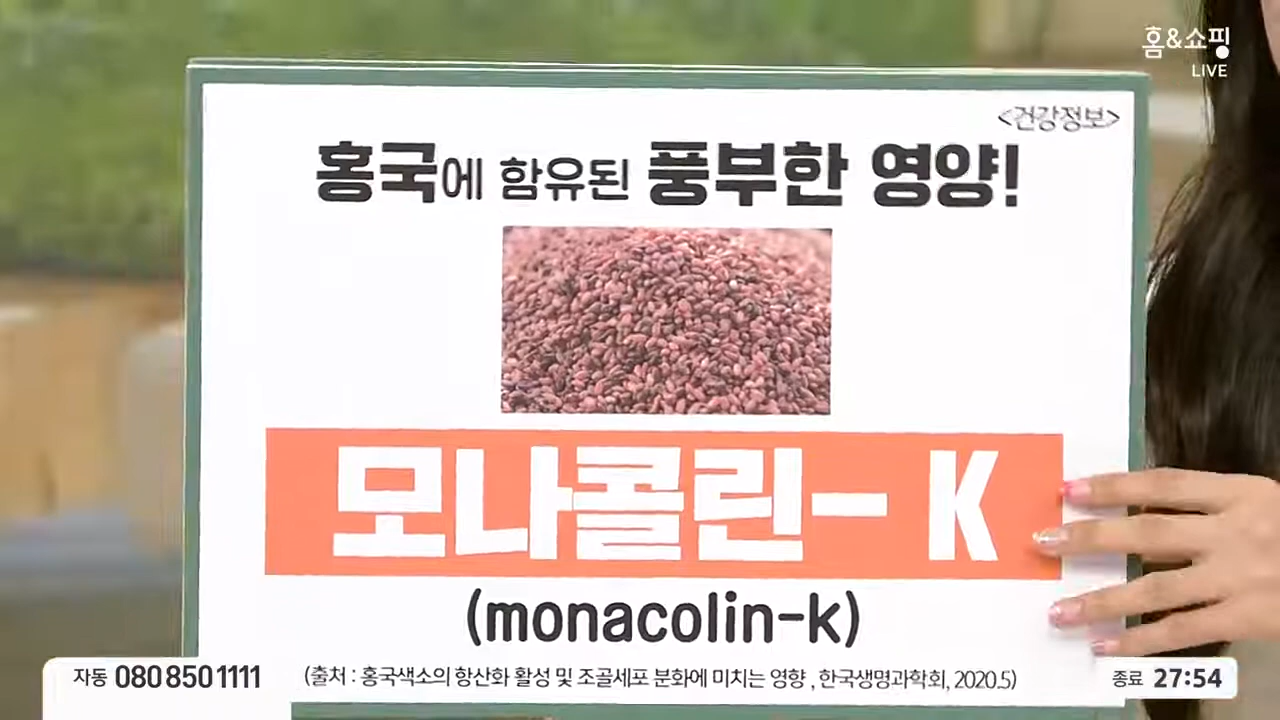 홈&쇼핑
LIVE
<건강정보>
홍국에 함유된 풍부한 영양!
모나콜린- K
(monacolin-k)
(출처 : 홍국색소의 항산화 활성 및 조골세포 분화에 미치는 영향 , 한국생명과학회, 2020.5)
자동 080 850 1111
종료 27:54